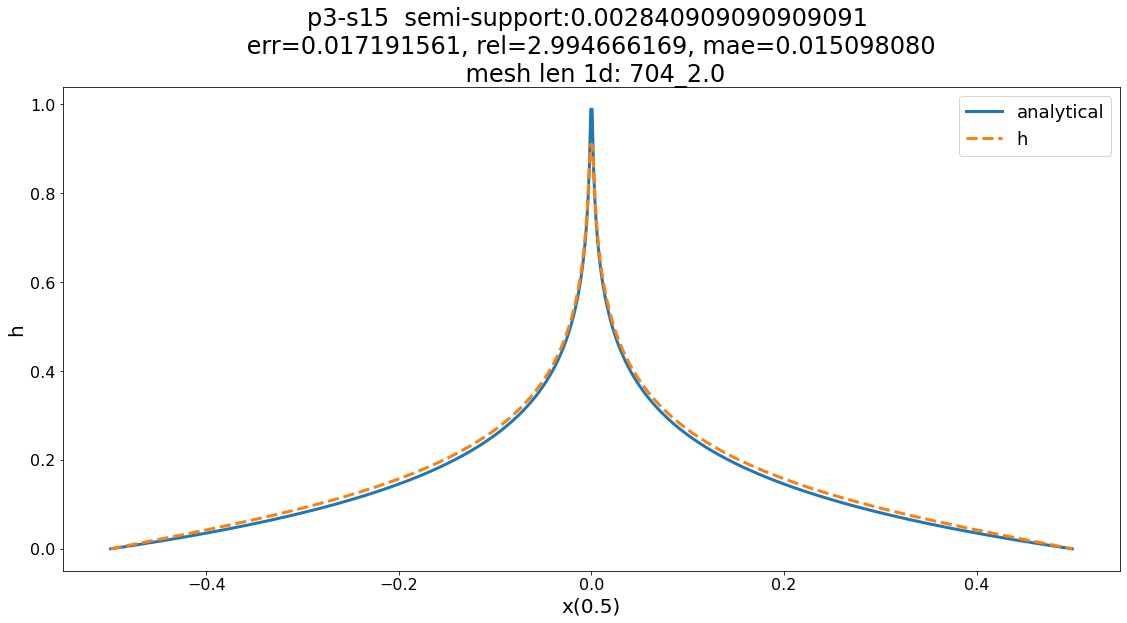 p3-s15  semi-support:0.002840909090909091
err=0.017191561, rel=2.994666169, mae=0.015098080
mesh len 1d: 704_2.0
analytical
h
1.0
0.8
0.6
0.4
0.2
0.0
h
−0.4
−0.2
0.0
0.2
0.4
x(0.5)